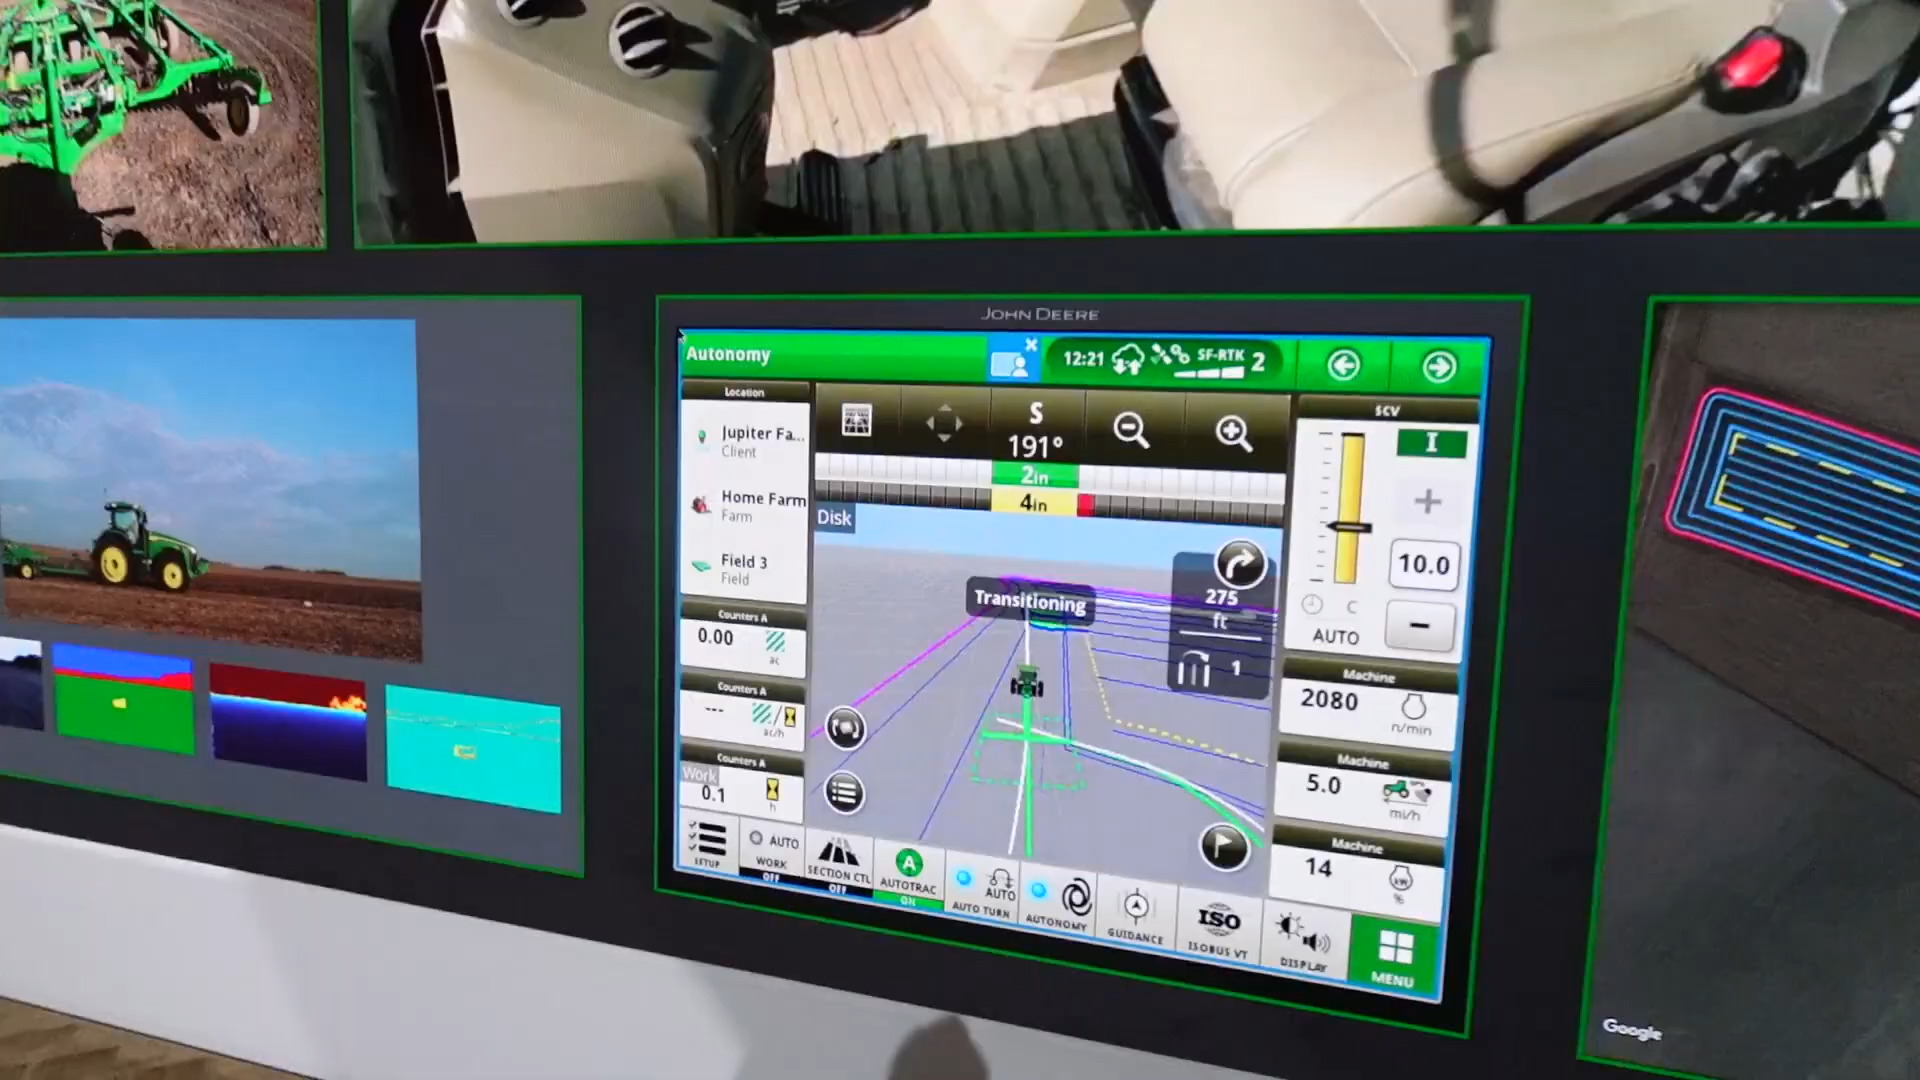 JOHN DEERE
Autonomy
12:21
SF-RTK 2
Location
Jupiter Fa...
Client
Home Farm
Farm
Field 3
Field
Counters A
0.00
ac
Counters A
---
ac/h
Counters A
Work
0.1
h
S
191°
2in
4in
Disk
Transitioning
275
ft
1
SCV
I
+
10.0
C
AUTO
-
Machine
2080
n/min
Machine
5.0
mi/h
Machine
14
kW
%
SETUP
AUTO
WORK
OFF
SECTION CTL
OFF
A
AUTOTRAC
ON
AUTO
AUTO TURN
AUTONOMY
GUIDANCE
ISO
ISOBUS VT
DISPLAY
MENU
Google